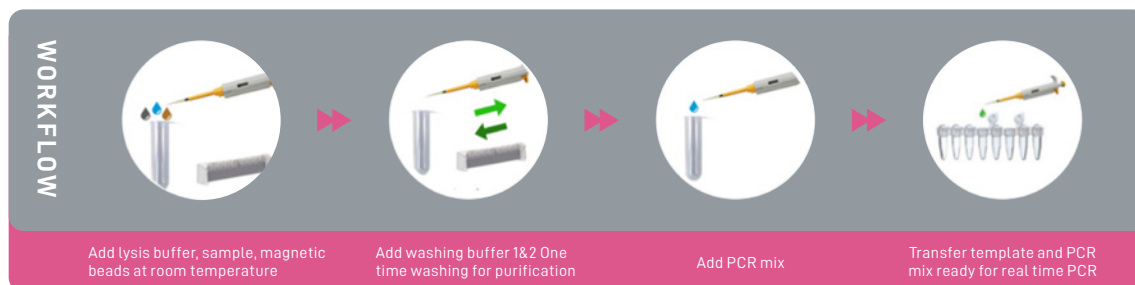 WORKFLOW
Add lysis buffer, sample, magnetic
beads at room temperature
Add washing buffer 1&2 One
time washing for purification
Add PCR mix
Transfer template and PCR
mix ready for real time PCR